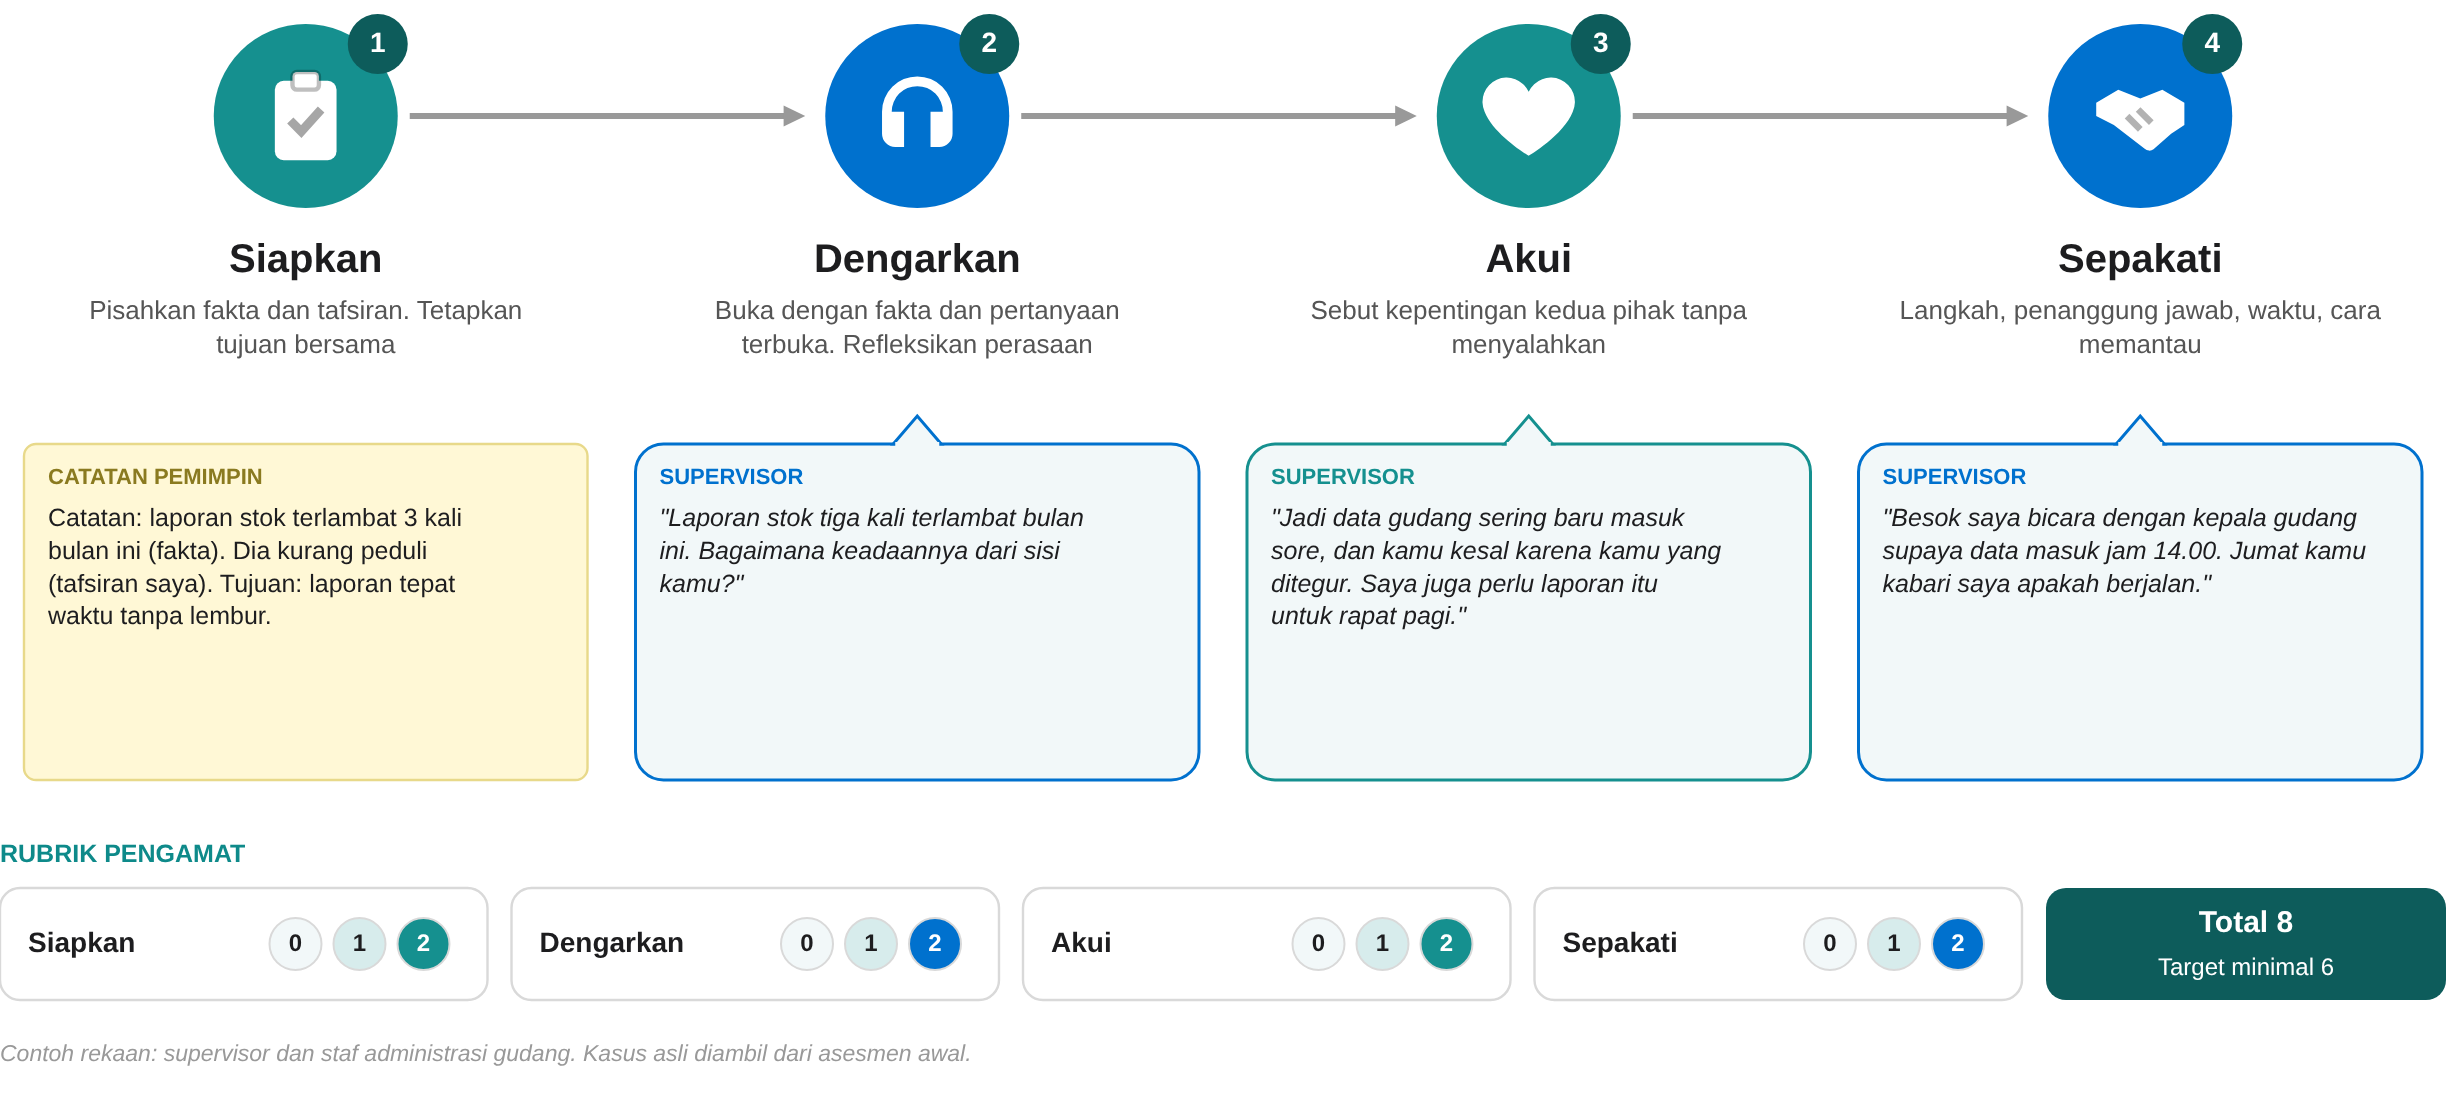 1
2
3
4
Siapkan
Pisahkan fakta dan tafsiran. Tetapkan
tujuan bersama
Dengarkan
Buka dengan fakta dan pertanyaan
terbuka. Refleksikan perasaan
Akui
Sebut kepentingan kedua pihak tanpa
menyalahkan
Sepakati
Langkah, penanggung jawab, waktu, cara
memantau
CATATAN PEMIMPIN
Catatan: laporan stok terlambat 3 kali
bulan ini (fakta). Dia kurang peduli
(tafsiran saya). Tujuan: laporan tepat
waktu tanpa lembur.
SUPERVISOR
"Laporan stok tiga kali terlambat bulan
ini. Bagaimana keadaannya dari sisi
kamu?"
SUPERVISOR
"Jadi data gudang sering baru masuk
sore, dan kamu kesal karena kamu yang
ditegur. Saya juga perlu laporan itu
untuk rapat pagi."
SUPERVISOR
"Besok saya bicara dengan kepala gudang
supaya data masuk jam 14.00. Jumat kamu
kabari saya apakah berjalan."
RUBRIK PENGAMAT
Siapkan 0 1 2
Dengarkan 0 1 2
Akui 0 1 2
Sepakati 0 1 2
Total 8
Target minimal 6
Contoh rekaan: supervisor dan staf administrasi gudang. Kasus asli diambil dari asesmen awal.